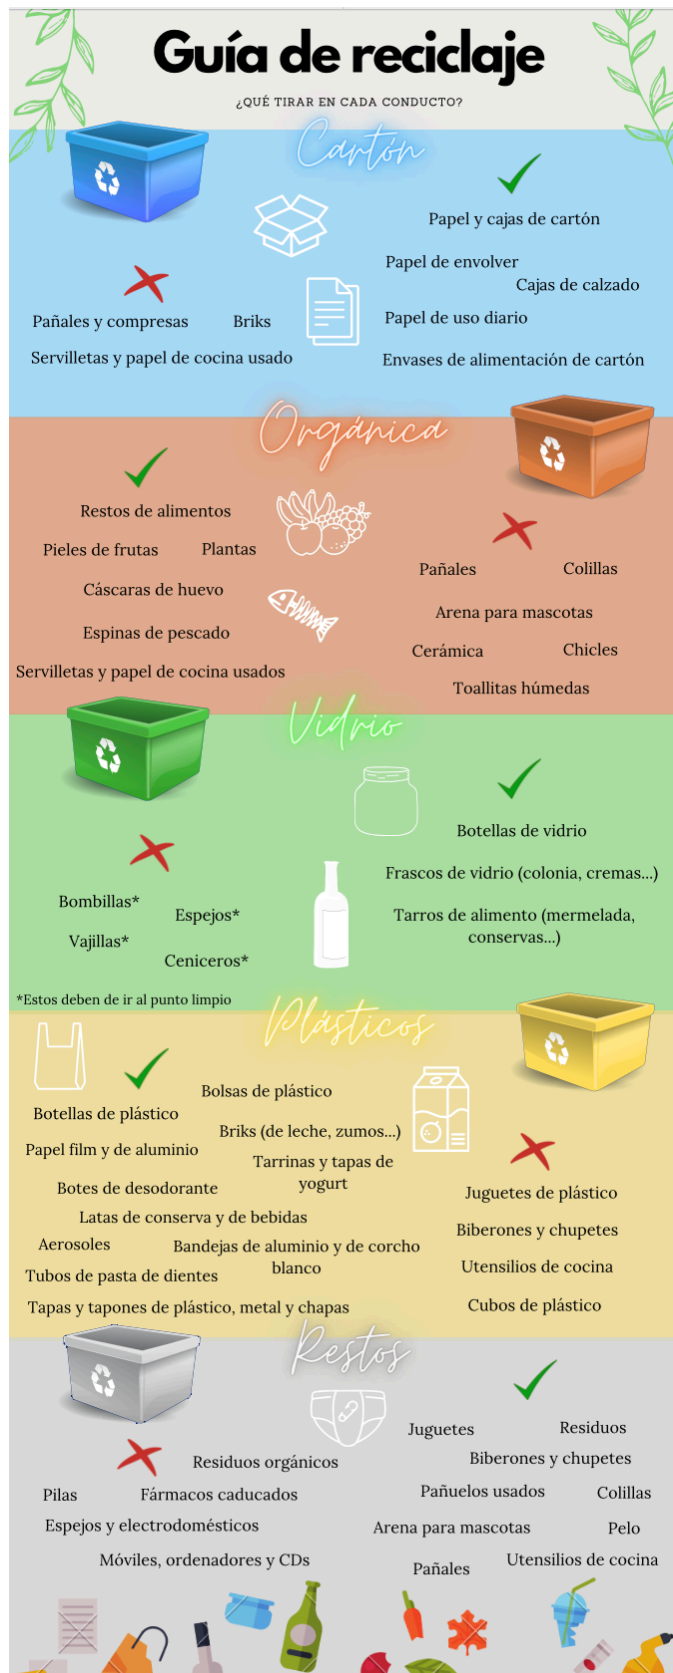 Guía de reciclaje
¿QUÉ TIRAR EN CADA CONDUCTO?
Cartón
Papel y cajas de cartón
Papel de envolver
Cajas de calzado
Papel de uso diario
Envases de alimentación de cartón
Pañales y compresas
Briks
Servilletas y papel de cocina usado
Orgánica
Restos de alimentos
Pieles de frutas
Plantas
Cáscaras de huevo
Espinas de pescado
Servilletas y papel de cocina usados
Pañales
Colillas
Arena para mascotas
Cerámica
Chicles
Toallitas húmedas
Vidrio
Botellas de vidrio
Frascos de vidrio (colonia, cremas...)
Tarros de alimento (mermelada,
conservas...)
Bombillas*
Espejos*
Vajillas*
Ceniceros*
*Estos deben de ir al punto limpio
Plásticos
Bolsas de plástico
Botellas de plástico
Briks (de leche, zumos...)
Papel film y de aluminio
Tarrinas y tapas de
yogurt
Botes de desodorante
Latas de conserva y de bebidas
Aerosoles
Bandejas de aluminio y de corcho
blanco
Tubos de pasta de dientes
Tapas y tapones de plástico, metal y chapas
Juguetes de plástico
Biberones y chupetes
Utensilios de cocina
Cubos de plástico
Restos
Juguetes
Residuos
Biberones y chupetes
Pañuelos usados
Colillas
Arena para mascotas
Pelo
Pañales
Utensilios de cocina
Residuos orgánicos
Pilas
Fármacos caducados
Espejos y electrodomésticos
Móviles, ordenadores y CDs